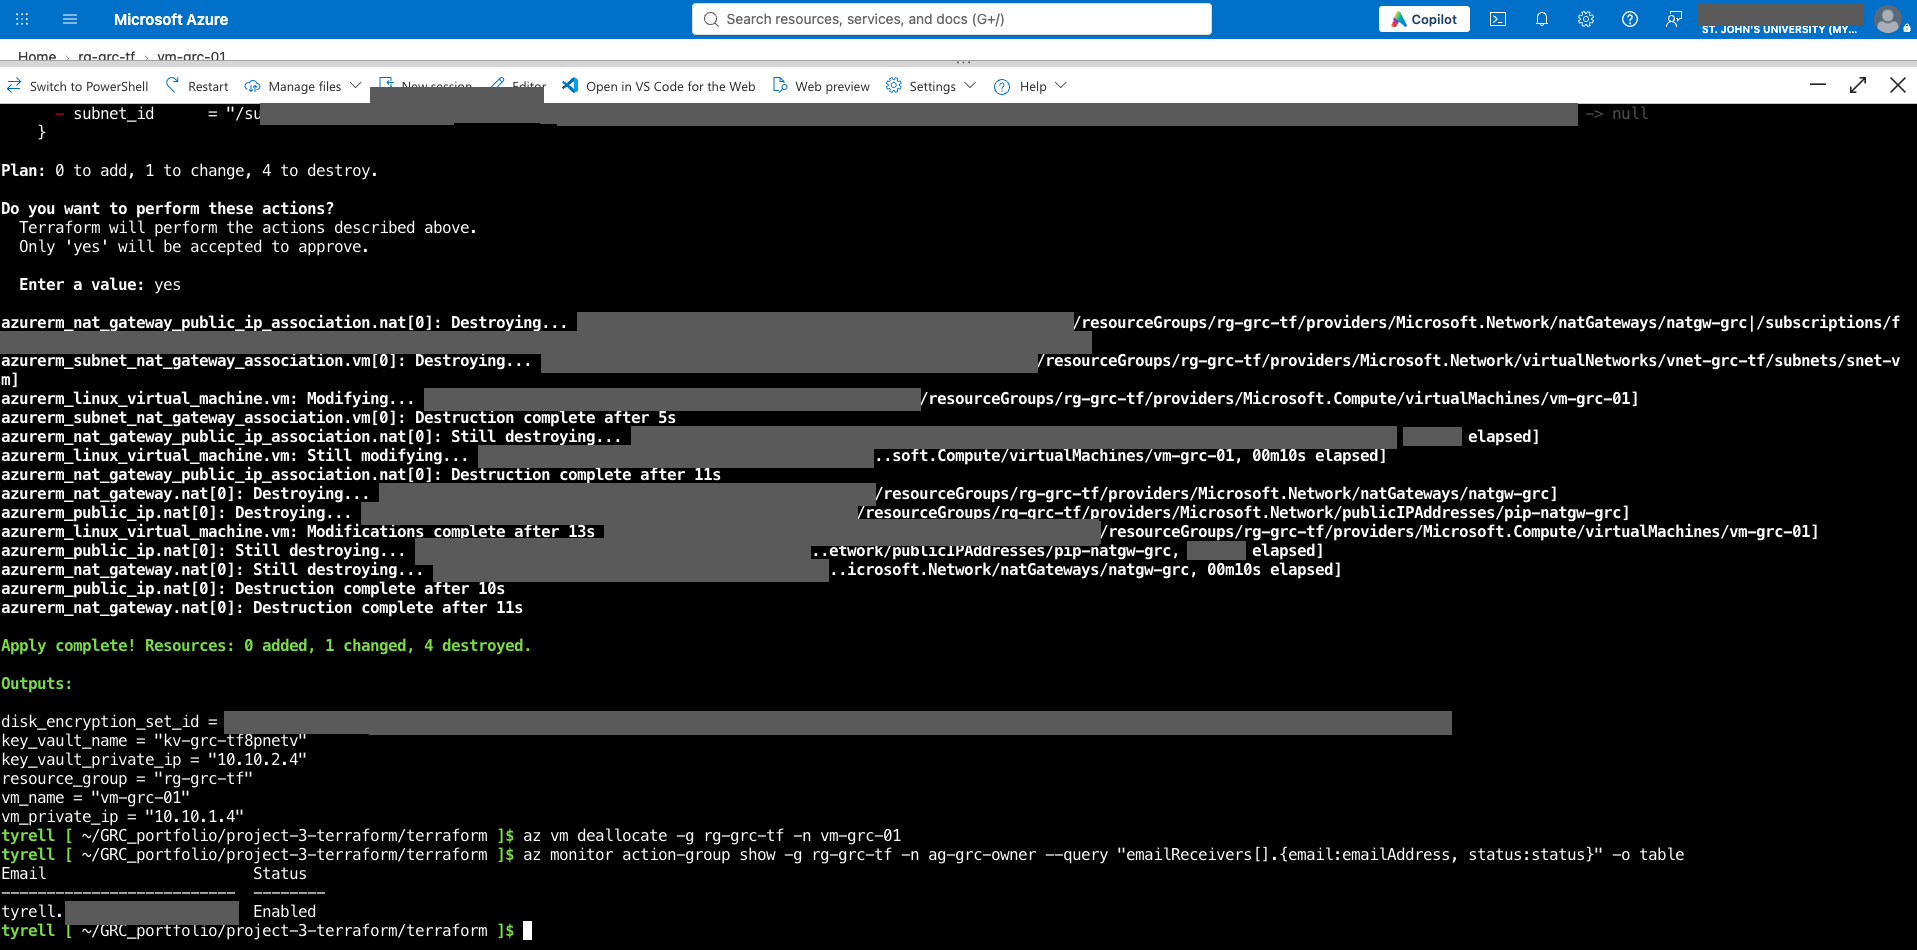 Microsoft Azure
Search resources, services, and docs (G+/)
Copilot
ST. JOHN'S UNIVERSITY (MY...
Home > rg-grc-tf > vm-grc-01
Switch to PowerShell Restart Manage files New session Editor Open in VS Code for the Web Web preview Settings Help
- subnet_id      = "/su -> null
    }
Plan: 0 to add, 1 to change, 4 to destroy.
Do you want to perform these actions?
  Terraform will perform the actions described above.
  Only 'yes' will be accepted to approve.
  Enter a value: yes
azurerm_nat_gateway_public_ip_association.nat[0]: Destroying... /resourceGroups/rg-grc-tf/providers/Microsoft.Network/natGateways/natgw-grc|/subscriptions/f
azurerm_subnet_nat_gateway_association.vm[0]: Destroying... /resourceGroups/rg-grc-tf/providers/Microsoft.Network/virtualNetworks/vnet-grc-tf/subnets/snet-v
m]
azurerm_linux_virtual_machine.vm: Modifying... /resourceGroups/rg-grc-tf/providers/Microsoft.Compute/virtualMachines/vm-grc-01]
azurerm_subnet_nat_gateway_association.vm[0]: Destruction complete after 5s
azurerm_nat_gateway_public_ip_association.nat[0]: Still destroying... elapsed]
azurerm_linux_virtual_machine.vm: Still modifying... ..soft.Compute/virtualMachines/vm-grc-01, 00m10s elapsed]
azurerm_nat_gateway_public_ip_association.nat[0]: Destruction complete after 11s
azurerm_nat_gateway.nat[0]: Destroying... /resourceGroups/rg-grc-tf/providers/Microsoft.Network/natGateways/natgw-grc]
azurerm_public_ip.nat[0]: Destroying... /resourceGroups/rg-grc-tf/providers/Microsoft.Network/publicIPAddresses/pip-natgw-grc]
azurerm_linux_virtual_machine.vm: Modifications complete after 13s /resourceGroups/rg-grc-tf/providers/Microsoft.Compute/virtualMachines/vm-grc-01]
azurerm_public_ip.nat[0]: Still destroying... ..etwork/publicIPAddresses/pip-natgw-grc, elapsed]
azurerm_nat_gateway.nat[0]: Still destroying... ..icrosoft.Network/natGateways/natgw-grc, 00m10s elapsed]
azurerm_public_ip.nat[0]: Destruction complete after 10s
azurerm_nat_gateway.nat[0]: Destruction complete after 11s
Apply complete! Resources: 0 added, 1 changed, 4 destroyed.
Outputs:
disk_encryption_set_id =
key_vault_name = "kv-grc-tf8pnetv"
key_vault_private_ip = "10.10.2.4"
resource_group = "rg-grc-tf"
vm_name = "vm-grc-01"
vm_private_ip = "10.10.1.4"
tyrell [ ~/GRC_portfolio/project-3-terraform/terraform ]$ az vm deallocate -g rg-grc-tf -n vm-grc-01
tyrell [ ~/GRC_portfolio/project-3-terraform/terraform ]$ az monitor action-group show -g rg-grc-tf -n ag-grc-owner --query "emailReceivers[].{email:emailAddress, status:status}" -o table
Email                       Status
--------------------------  --------
tyrell.                     Enabled
tyrell [ ~/GRC_portfolio/project-3-terraform/terraform ]$